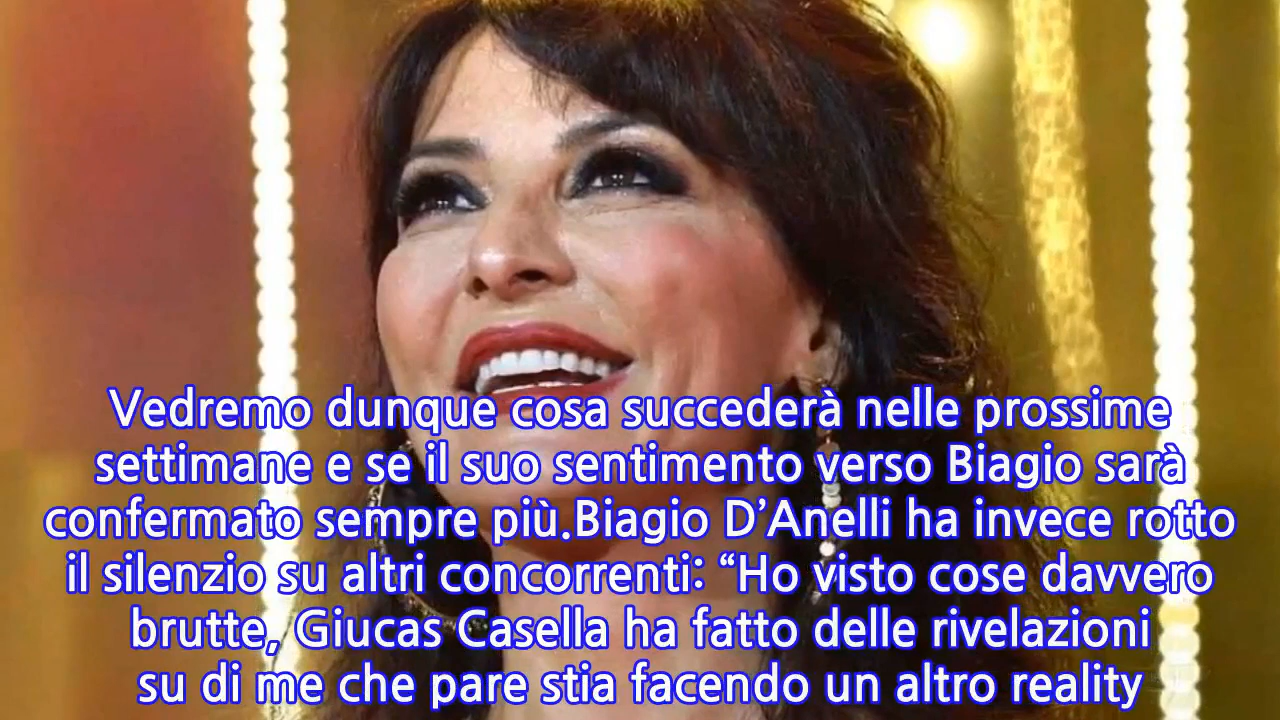 Vedremo dunque cosa succederà nelle prossime
settimane e se il suo sentimento verso Biagio sarà
confermato sempre più.Biagio D’Anelli ha invece rotto
il silenzio su altri concorrenti: “Ho visto cose davvero
brutte, Giucas Casella ha fatto delle rivelazioni
su di me che pare stia facendo un altro reality